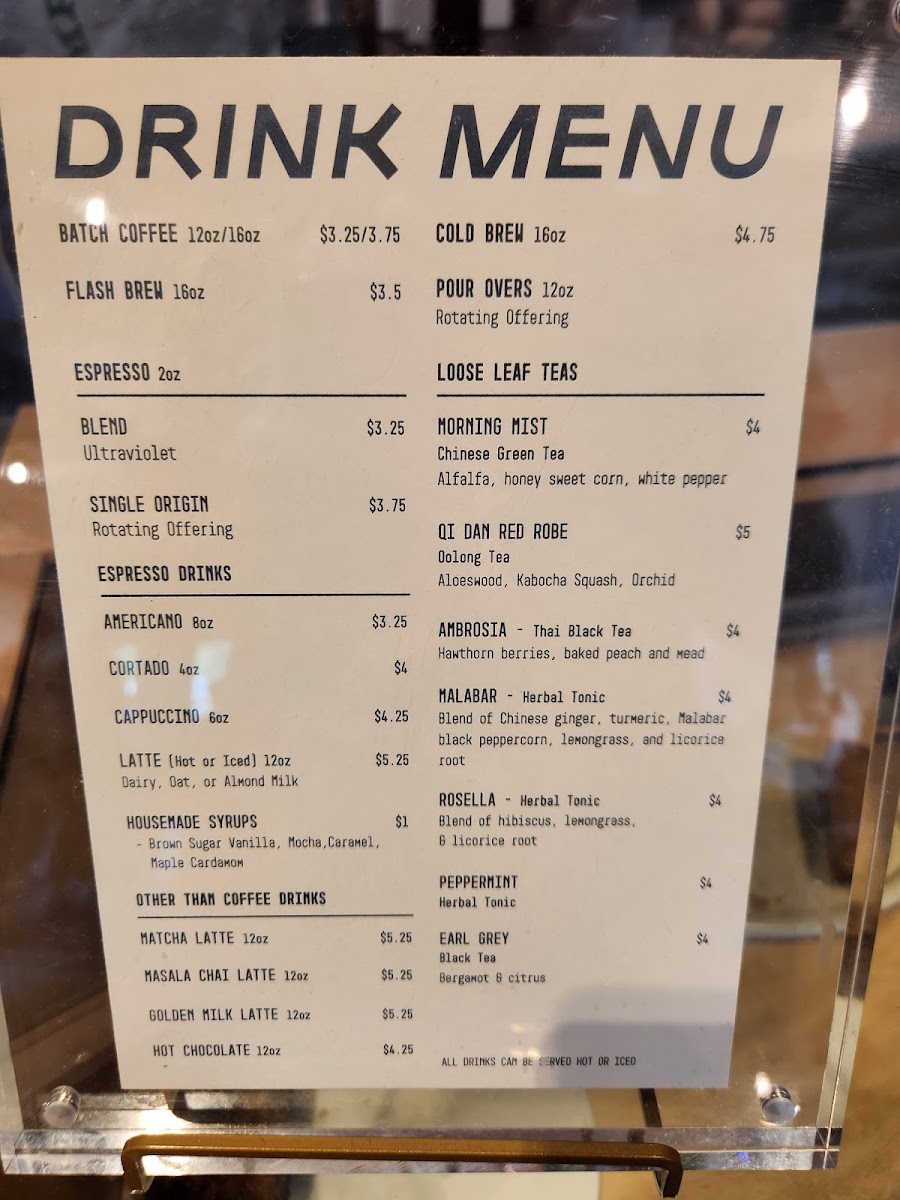 DRINK MENU
BATCH COFFEE 12oz/16oz $3.25/3.75
FLASH BREW 16oz $3.5
ESPRESSO 2oz
BLEND $3.25
Ultraviolet
SINGLE ORIGIN $3.75
Rotating Offering
ESPRESSO DRINKS
AMERICANO 8oz $3.25
CORTADO 4oz $4
CAPPUCCINO 6oz $4.25
LATTE (Hot or Iced) 12oz $5.25
Dairy, Oat, or Almond Milk
HOUSEMADE SYRUPS $1
- Brown Sugar Vanilla, Mocha,Caramel,
Maple Cardamom
OTHER THAN COFFEE DRINKS
MATCHA LATTE 12oz $5.25
MASALA CHAI LATTE 12oz $5.25
GOLDEN MILK LATTE 12oz $5.25
HOT CHOCOLATE 12oz $4.25
COLD BREW 16oz $4.75
POUR OVERS 12oz
Rotating Offering
LOOSE LEAF TEAS
MORNING MIST $4
Chinese Green Tea
Alfalfa, honey sweet corn, white pepper
QI DAN RED ROBE $5
Oolong Tea
Aloeswood, Kabocha Squash, Orchid
AMBROSIA - Thai Black Tea $4
Hawthorn berries, baked peach and mead
MALABAR - Herbal Tonic $4
Blend of Chinese ginger, turmeric, Malabar
black peppercorn, lemongrass, and licorice
root
ROSELLA - Herbal Tonic $4
Blend of hibiscus, lemongrass,
& licorice root
PEPPERMINT $4
Herbal Tonic
EARL GREY $4
Black Tea
Bergamot & citrus
ALL DRINKS CAN BE SERVED HOT OR ICED